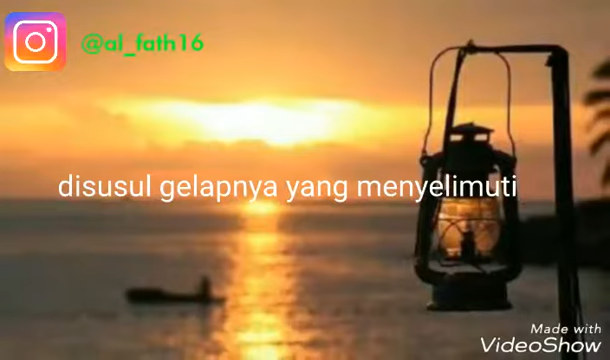 @al_fath16
disusul gelapnya yang menyelimuti
Made with
VideoShow